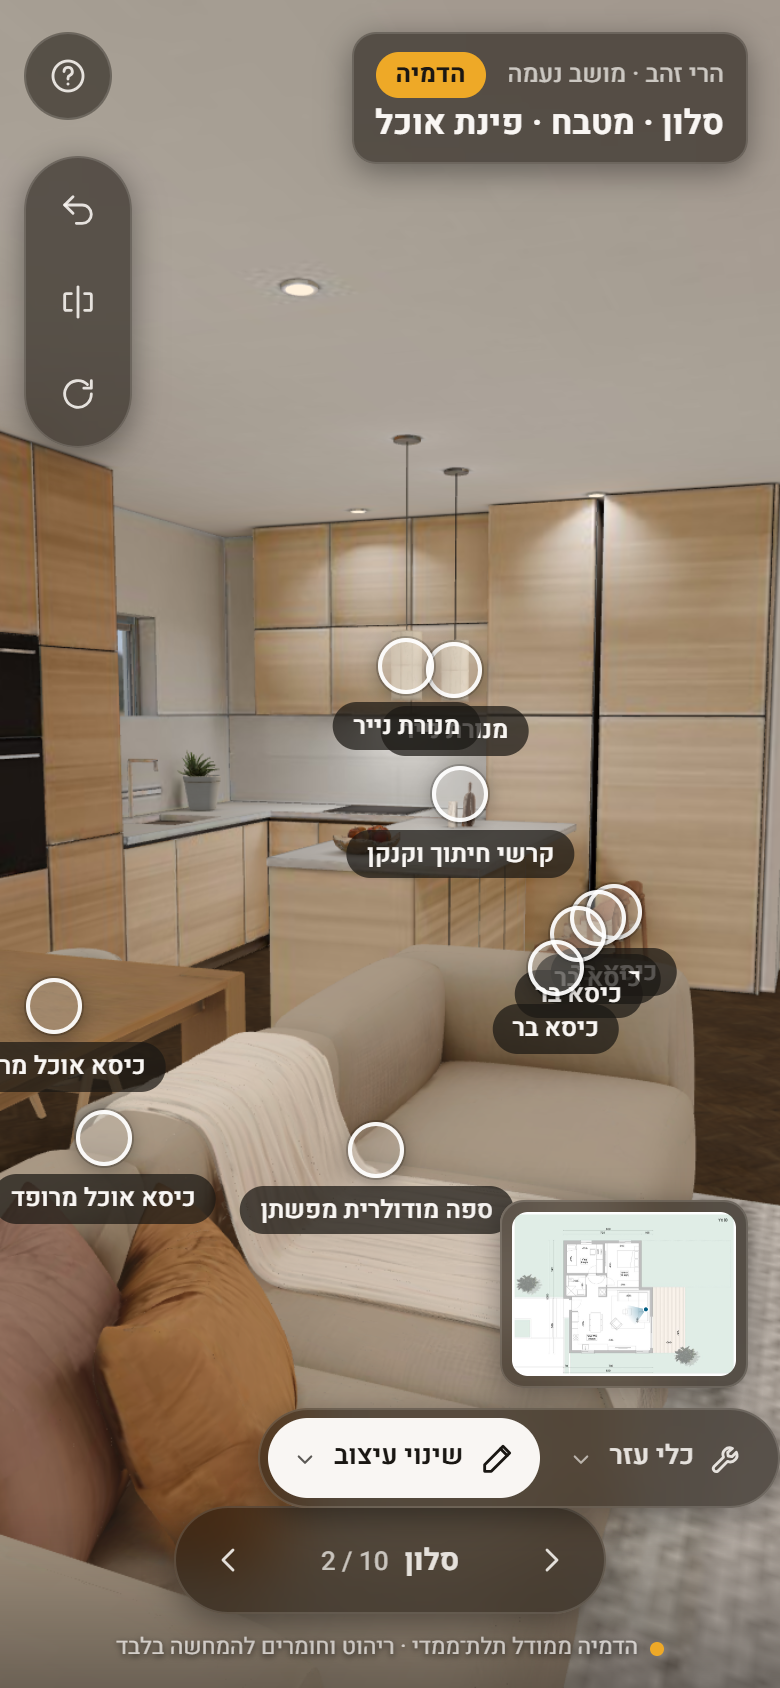 הרי זהב · מושב נעמה
הדמיה
סלון · מטבח · פינת אוכל
מנורת נייר
קרשי חיתוך וקנקן
כיסא בר
כיסא בר
כיסא אוכל
כיסא אוכל מרופד
ספה מודולרית מפשתן
כלי עזר
שינוי עיצוב
סלון 2 / 10
הדמיה ממודל תלת־ממדי · ריהוט וחומרים להמחשה בלבד